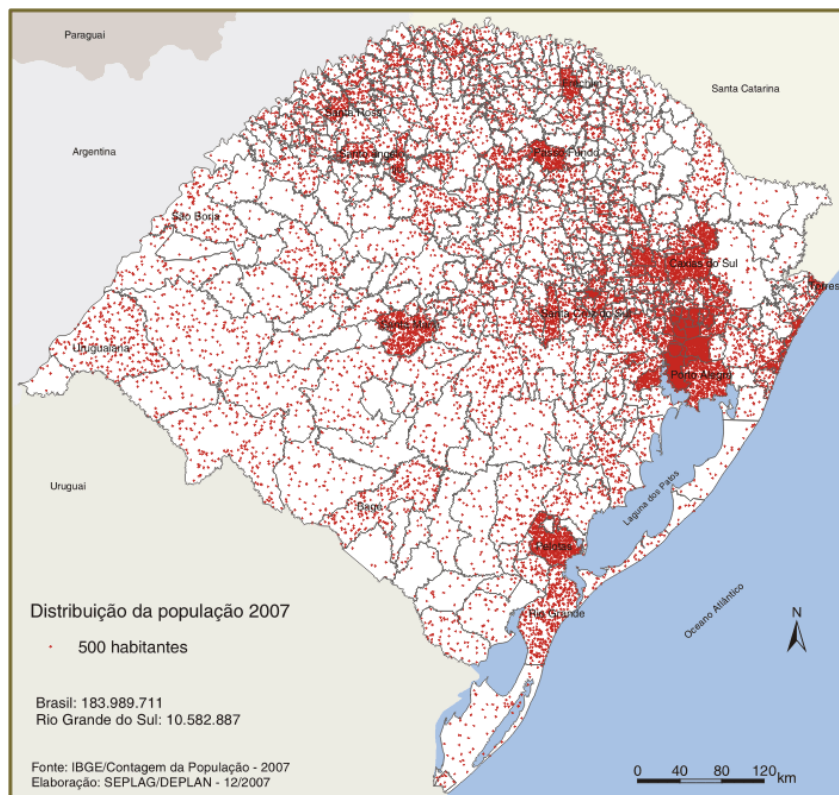 Paraguai
Santa Catarina
Argentina
Erechim
Santa Rosa
Santo Ângelo
Ijuí
Passo Fundo
São Borja
Caxias do Sul
Torres
Santa Cruz do Sul
Santa Maria
Uruguaiana
Porto Alegre
Uruguai
Bagé
Laguna dos Patos
Pelotas
Rio Grande
Oceano Atlântico
N
Distribuição da população 2007
500 habitantes
Brasil: 183.989.711
Rio Grande do Sul: 10.582.887
Fonte: IBGE/Contagem da População - 2007
Elaboração: SEPLAG/DEPLAN - 12/2007
0 40 80 120 km